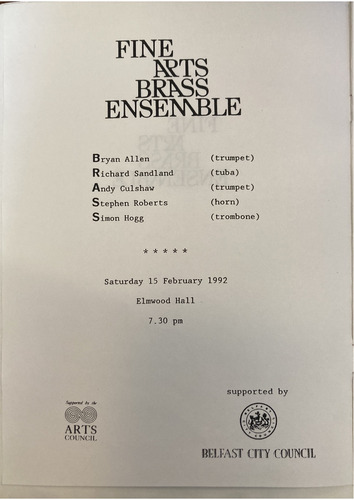 FINE
ARTS
BRASS
ENSEMBLE
Bryan Allen (trumpet)
Richard Sandland (tuba)
Andy Culshaw (trumpet)
Stephen Roberts (horn)
Simon Hogg (trombone)
* * * * *
Saturday 15 February 1992
Elmwood Hall
7.30 pm
supported by
Supported by the
ARTS
COUNCIL
BELFAST CITY COUNCIL